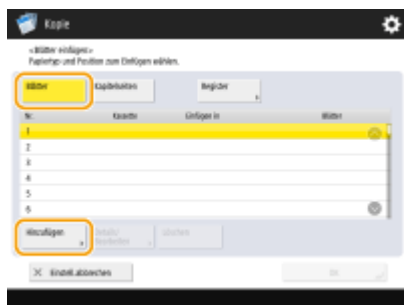 Kopie
<Blätter einfügen>
Papiertyp und Position zum Einfügen wählen.
Blätter Kapitelseiten Register
Nr. Kassette Einfügen in Blätter
1
2
3
4
5
6
Hinzufügen Details/ Bearbeiten Löschen
X Einstell. abbrechen OK